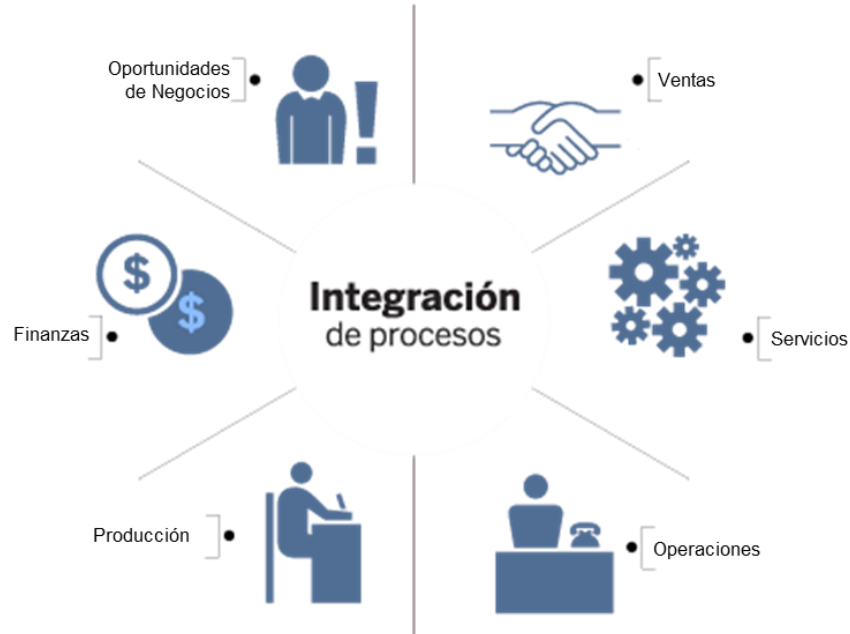 Oportunidades
de Negocios
Ventas
$
$
Integración
de procesos
Finanzas
Servicios
Producción
Operaciones